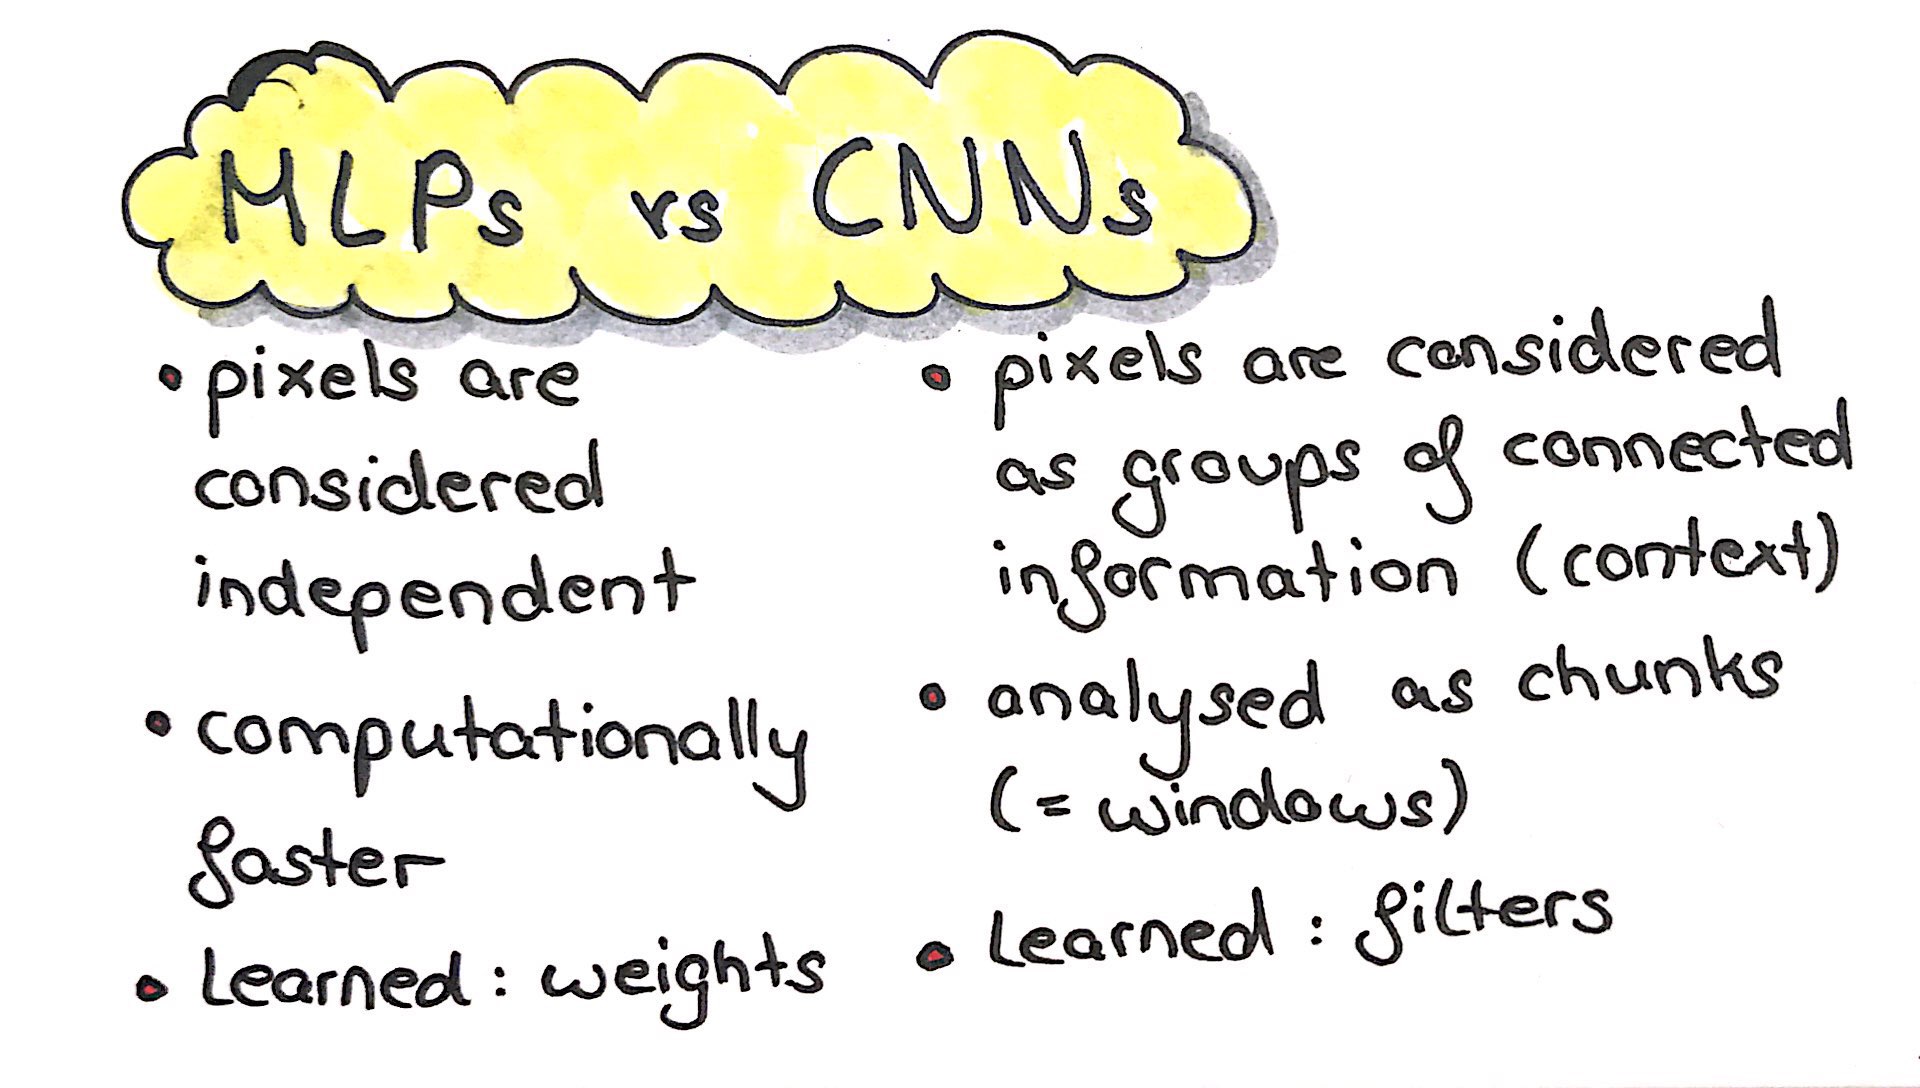 MLPs vs CNNs
• pixels are
considered
independent
• computationally
faster
• Learned : weights
• pixels are considered
as groups of connected
information (context)
• analysed as chunks
(= windows)
• Learned : filters